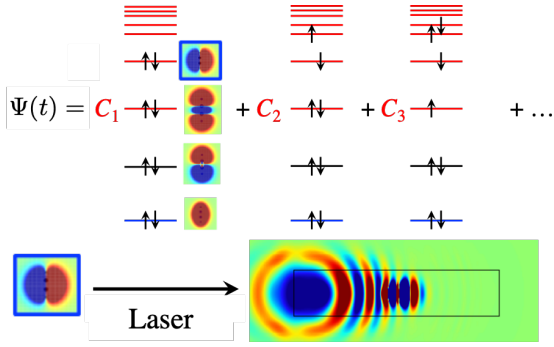 Ψ(t) = C₁ + C₂ + C₃ + ...
Laser